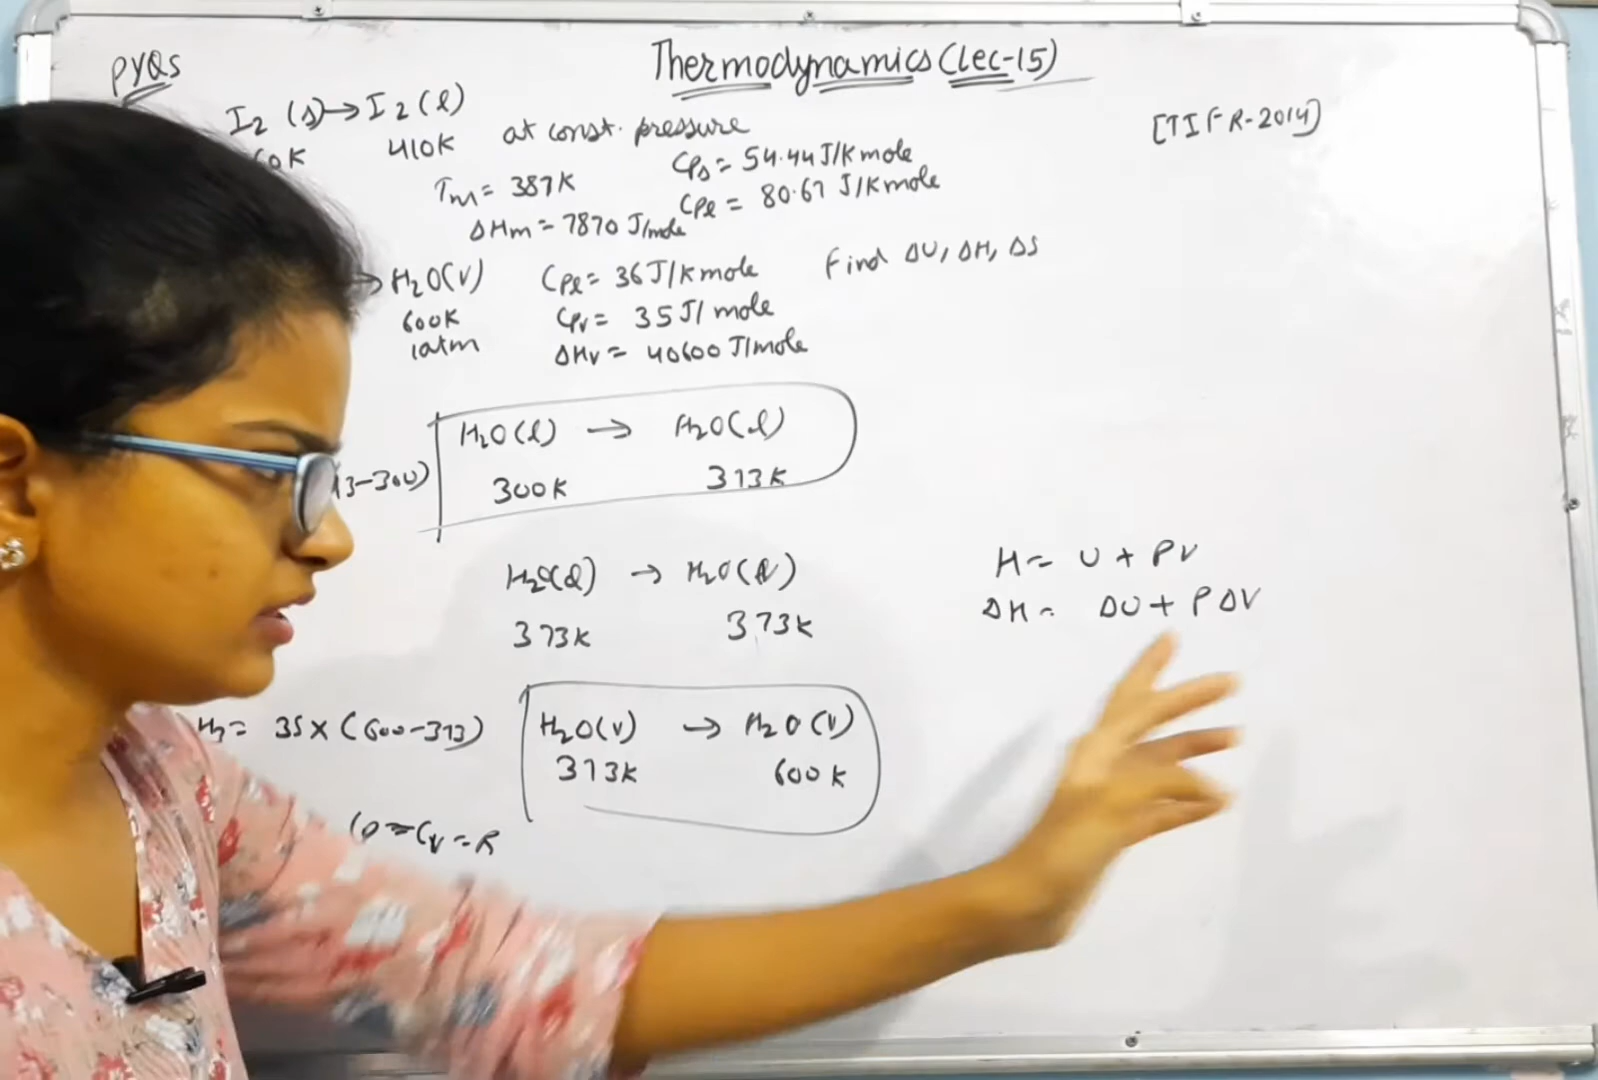 PYQs
Thermodynamics (Lec-15)
I2 (s) → I2 (l)
410K
at const. pressure
[TIFR-2014]
Tm = 387K
CPs = 54.44 J/K mole
ΔHm = 7870 J/mole
CPl = 80.67 J/K mole
→ H2O(v)
CPl = 36 J/K mole
Find ΔU, ΔH, ΔS
600K
CPv = 35 J/ mole
1atm
ΔHv = 40600 J/mole
H2O(l) → H2O(l)
3-300)
300K
373K
H2O(l) → H2O(v)
373K
373K
H = U + PV
ΔH = ΔU + PΔV
H3 = 35 x (600-373)
H2O(v) → H2O(v)
373K
600K
Cv = R